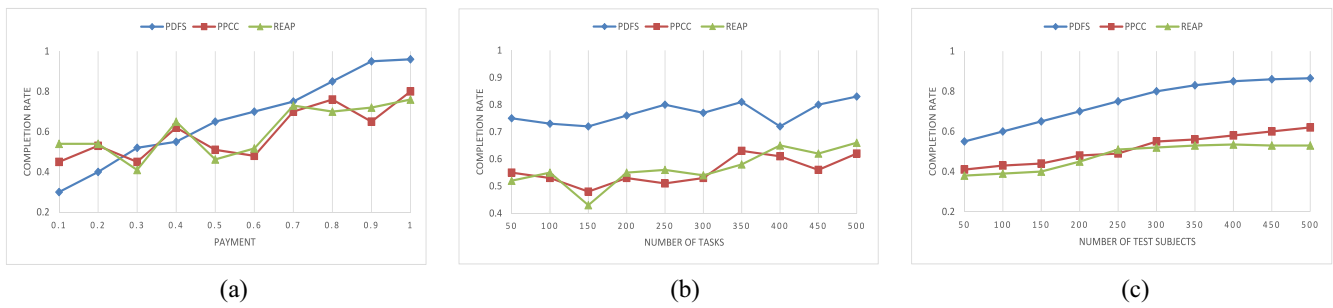 PDFS PPCC REAP
COMPLETION RATE
1
0.8
0.6
0.4
0.2
0.1 0.2 0.3 0.4 0.5 0.6 0.7 0.8 0.9 1
PAYMENT
(a)
PDFS PPCC REAP
COMPLETION RATE
1
0.9
0.8
0.7
0.6
0.5
0.4
50 100 150 200 250 300 350 400 450 500
NUMBER OF TASKS
(b)
PDFS PPCC REAP
COMPLETION RATE
1
0.8
0.6
0.4
0.2
50 100 150 200 250 300 350 400 450 500
NUMBER OF TEST SUBJECTS
(c)